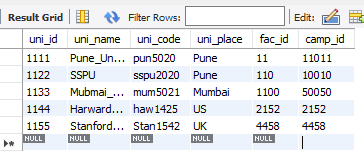 Result Grid Filter Rows: Edit:
uni_id uni_name uni_code uni_place fac_id camp_id
1111 Pune_Un... pun5020 Pune 11 11011
1122 SSPU sspu2020 Pune 110 10010
1133 Mubmai_... mum5021 Mumbai 1100 50050
1144 Harward... haw1425 US 2152 2152
1155 Stanford... Stan1542 UK 4458 4458
NULL NULL NULL NULL NULL